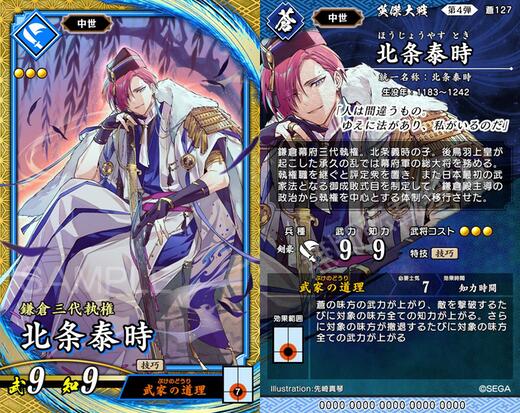 中世
鎌倉三代執権
北条泰時
技巧
武9 知9
ぶけのどうり
武家の道理
7
SAMPLE
蒼
中世
英傑大戦
第4弾
蒼127
ほうじょうやす とき
北条泰時
統一名称:北条泰時
生没年:1183~1242
「人は間違うもの。
ゆえに法があり、私がいるのだ」
鎌倉幕府三代執権。北条義時の子。後鳥羽上皇が
起こした承久の乱では幕府軍の総大将を務める。
執権職を継ぐと評定衆を置き、また日本最初の武
家法となる御成敗式目を制定して、鎌倉殿主導の
政治から執権を中心とする体制へ移行させた。
兵種 武力 知力 武将コスト
剣豪 9 9 特技 技巧
ぶけのどうり 必要士気 効果時間
武家の道理 7 知力時間
効果範囲
蒼の味方の武力が上がり、敵を撃破するた
びに対象の味方全ての知力が上がる。さら
に対象の味方が撤退するたびに対象の味方
全ての武力が上がる
Illustration:先崎真琴
©SEGA
0000 0000 0000 0000 0000